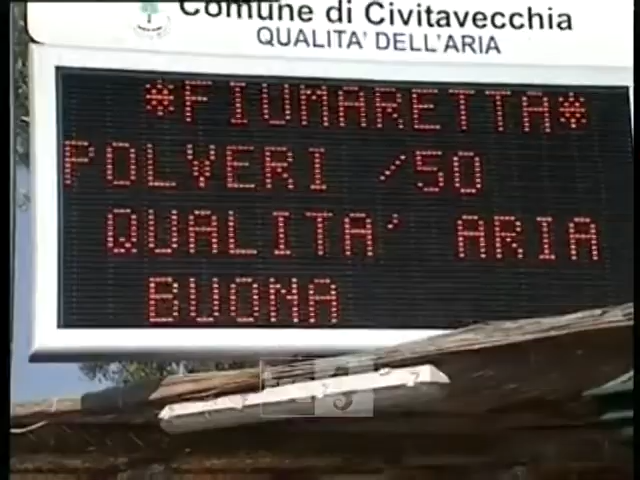 Comune di Civitavecchia
QUALITA' DELL'ARIA
*FIUMARETTA*
POLVERI /50
QUALITA' ARIA
BUONA